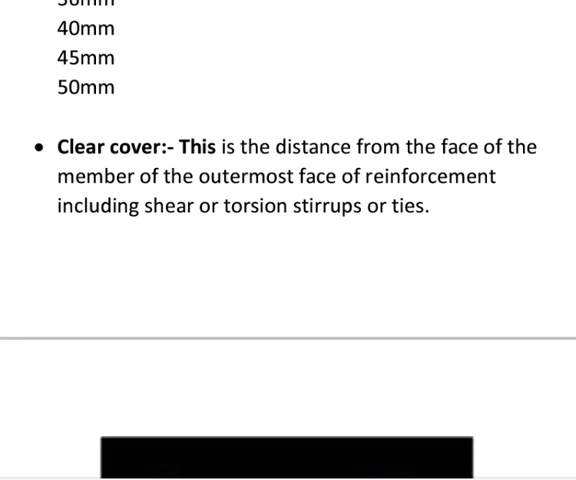 40mm
45mm
50mm
• Clear cover:- This is the distance from the face of the
member of the outermost face of reinforcement
including shear or torsion stirrups or ties.